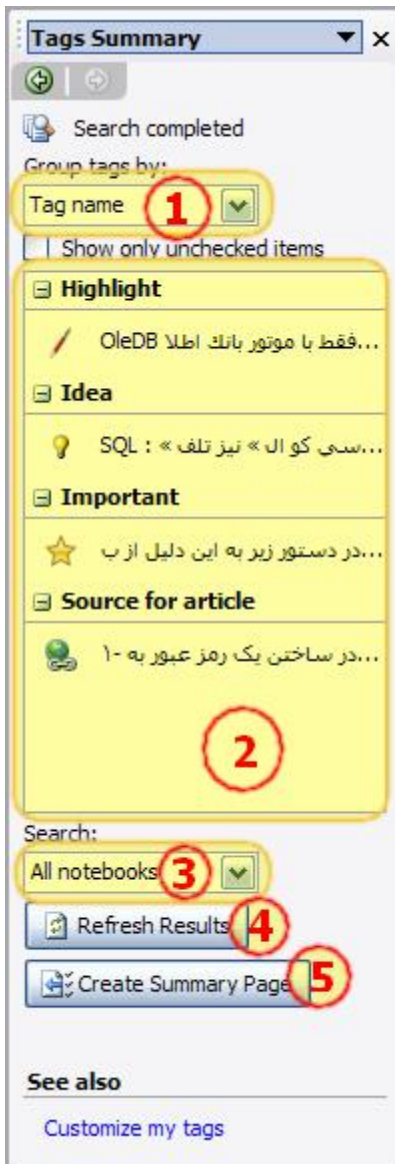 Tags Summary
Search completed
Group tags by:
Tag name 1
Show only unchecked items
Highlight
فقط با موتور بانك اطلا OleDB...
Idea
سی کو ال » نیز تلف » : SQL...
Important
در دستور زیر به این دلیل از ب...
Source for article
در ساختن یک رمز عبور به -۱...
2
Search:
All notebooks 3
Refresh Results 4
Create Summary Page 5
See also
Customize my tags